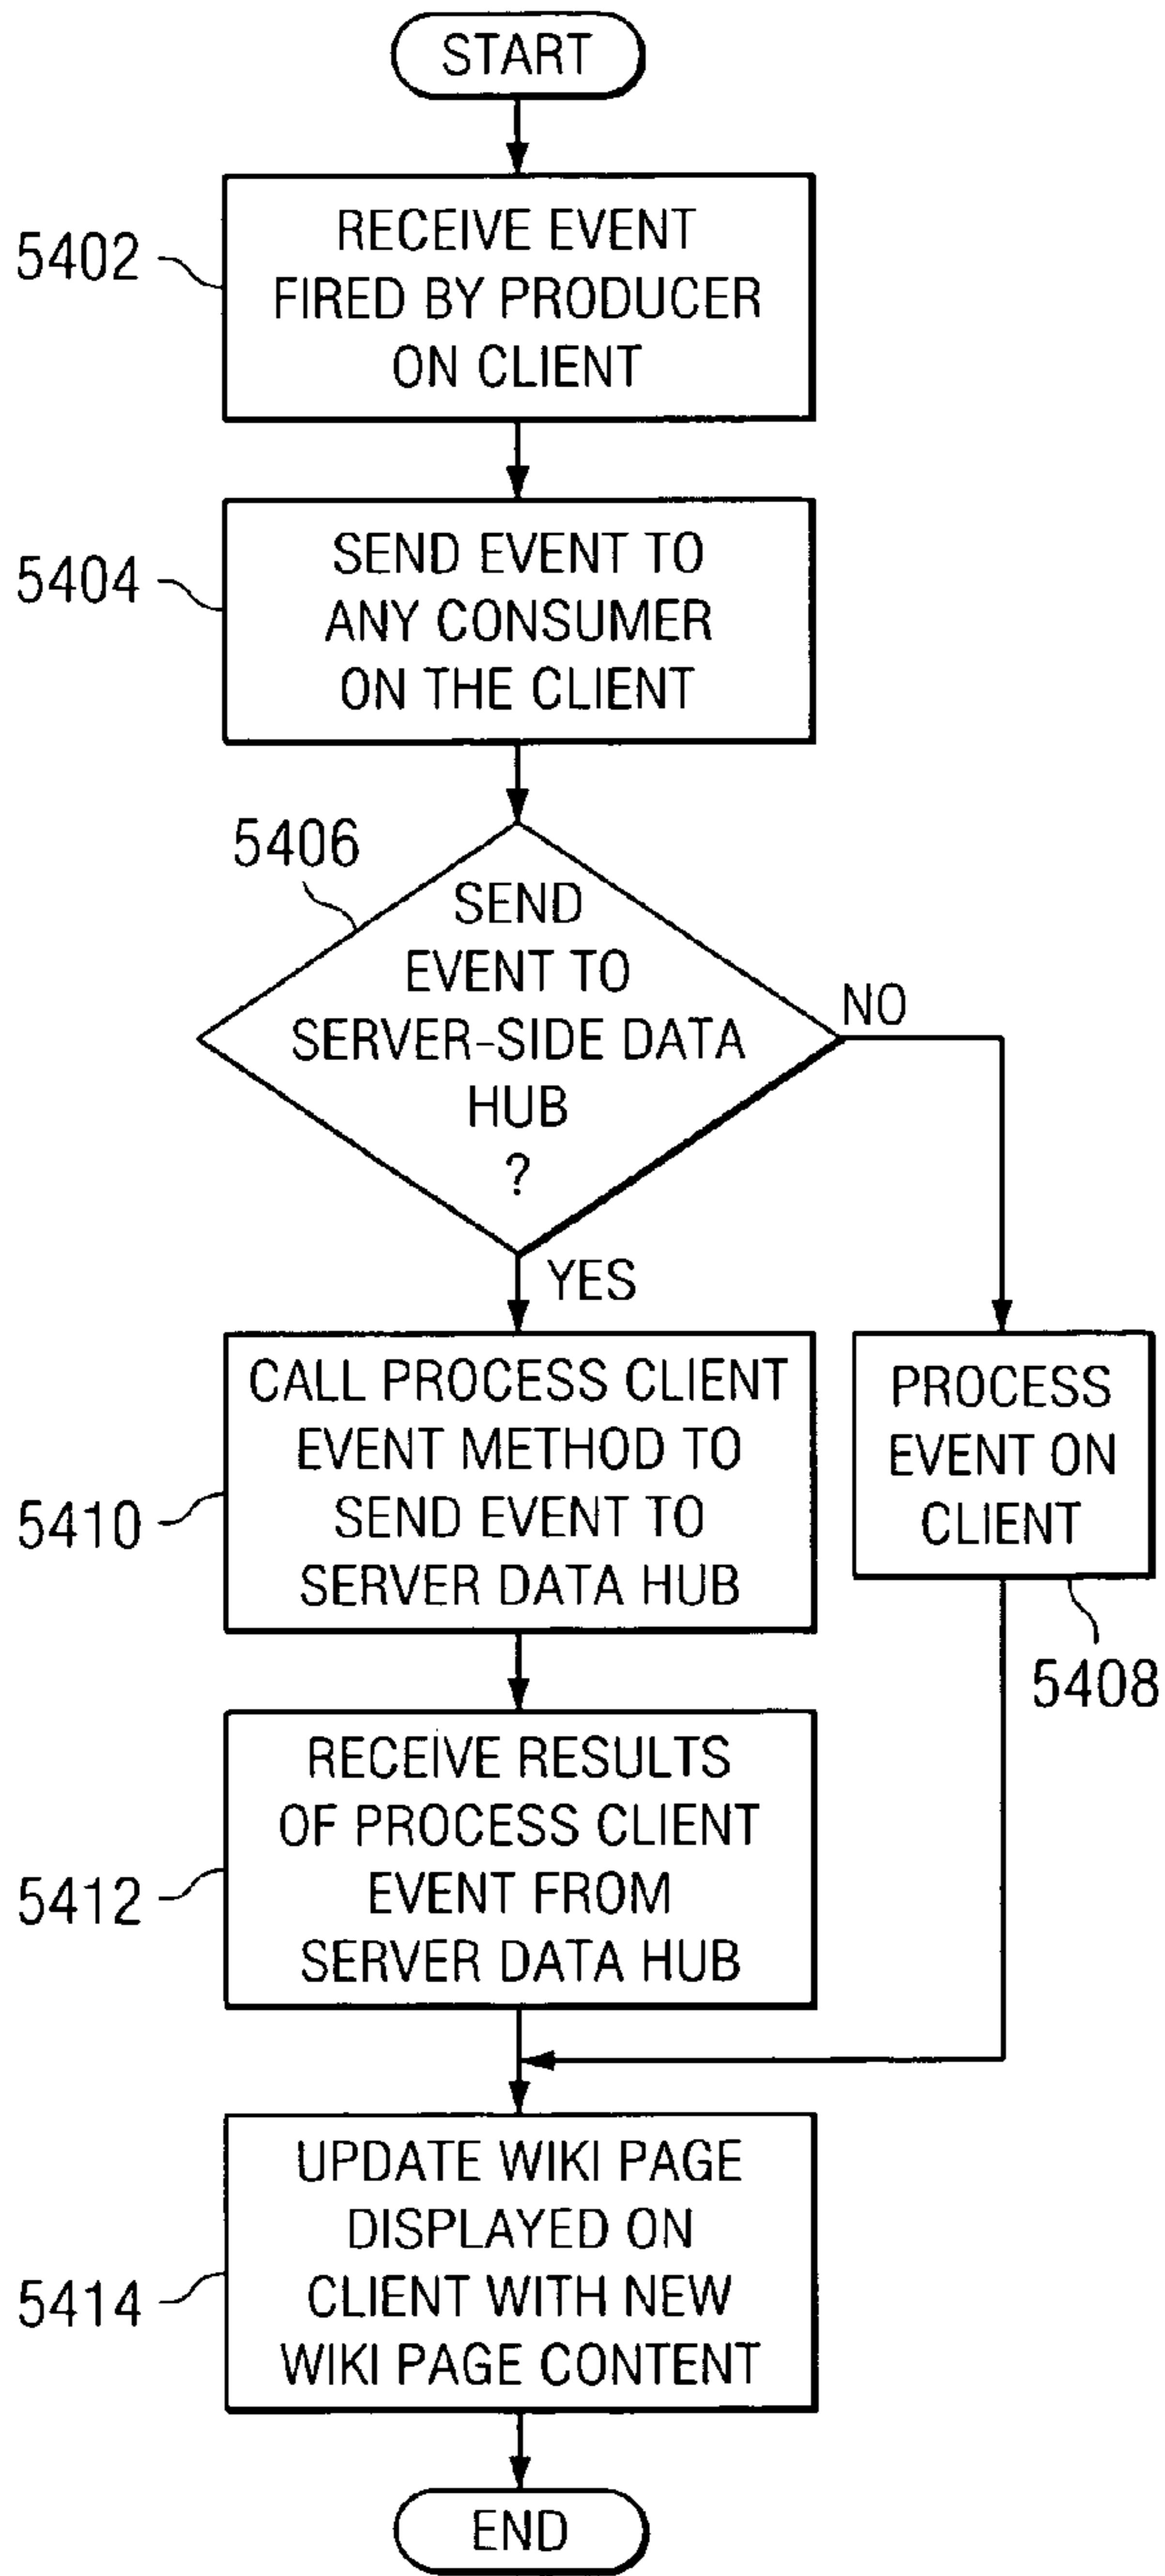 START
5402
RECEIVE EVENT
FIRED BY PRODUCER
ON CLIENT
5404
SEND EVENT TO
ANY CONSUMER
ON THE CLIENT
5406
SEND
EVENT TO
SERVER-SIDE DATA
HUB
?
NO
YES
5410
CALL PROCESS CLIENT
EVENT METHOD TO
SEND EVENT TO
SERVER DATA HUB
PROCESS
EVENT ON
CLIENT
5408
5412
RECEIVE RESULTS
OF PROCESS CLIENT
EVENT FROM
SERVER DATA HUB
5414
UPDATE WIKI PAGE
DISPLAYED ON
CLIENT WITH NEW
WIKI PAGE CONTENT
END